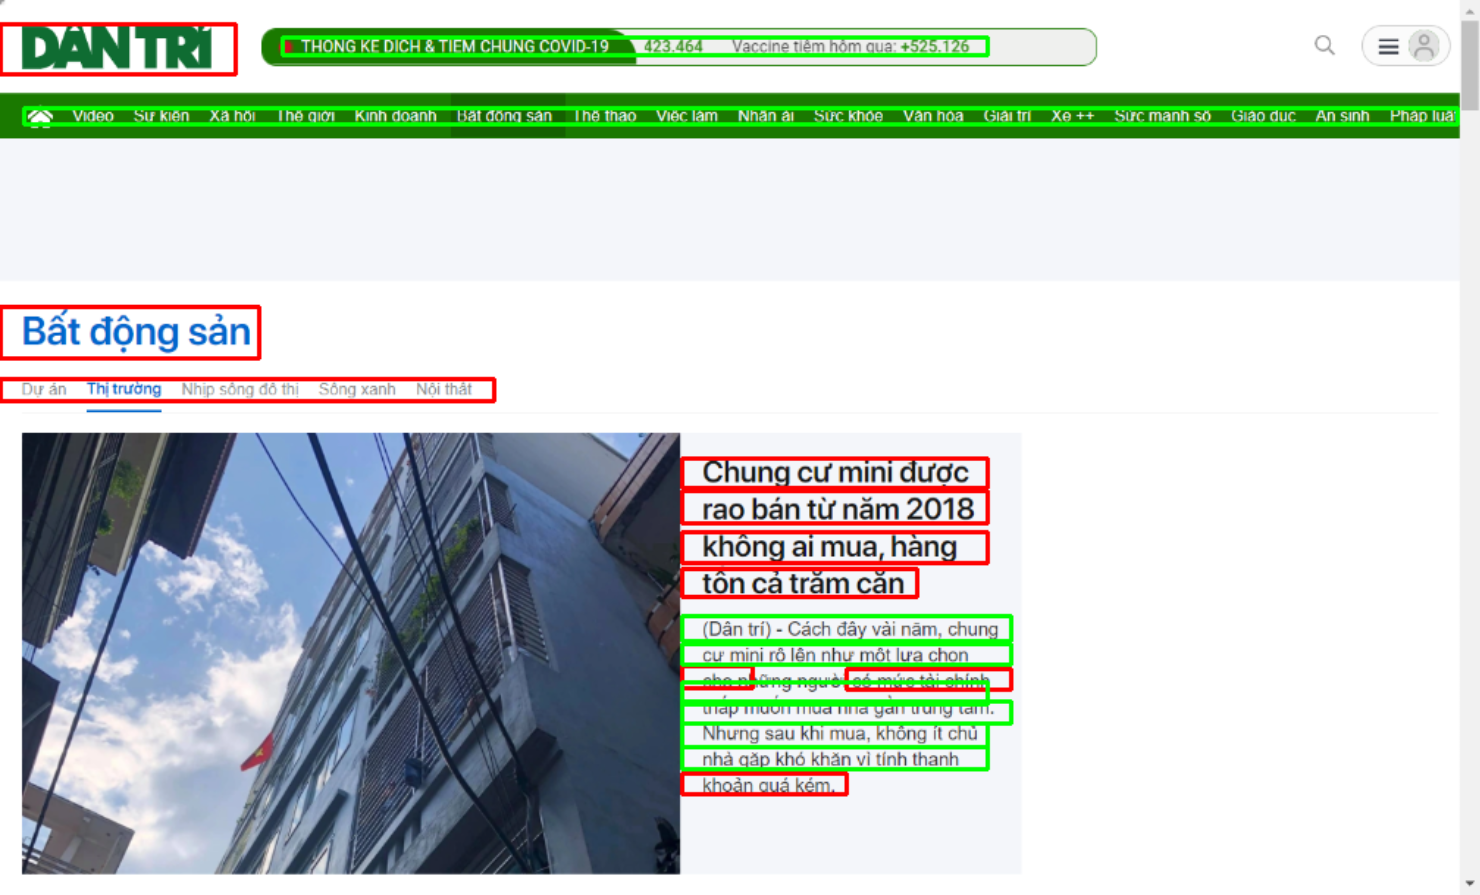 DÂN TRÍ
THỐNG KÊ DỊCH & TIÊM CHỦNG COVID-19 423.464 Vaccine tiêm hôm qua: +525.126
Video Sự kiện Xã hội Thế giới Kinh doanh Bất động sản Thể thao Việc làm Nhân ái Sức khỏe Văn hóa Giải trí Xe ++ Sức mạnh số Giáo dục An sinh Pháp luật
Bất động sản
Dự án Thị trường Nhịp sống đô thị Sống xanh Nội thất
Chung cư mini được
rao bán từ năm 2018
không ai mua, hàng
tồn cả trăm căn
(Dân trí) - Cách đây vài năm, chung
cư mini rộ lên như một lựa chọn
cho những người có mức tài chính
thấp muốn mua nhà gần trung tâm.
Nhưng sau khi mua, không ít chủ
nhà gặp khó khăn vì tính thanh
khoản quá kém.